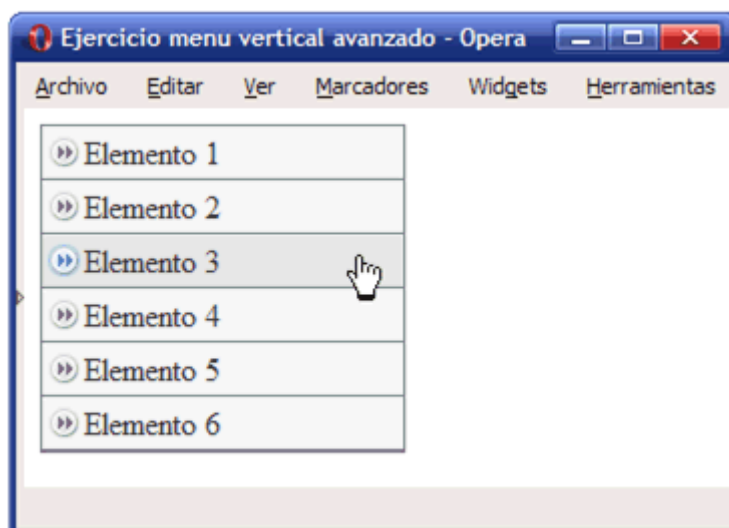 Ejercicio menu vertical avanzado - Opera
Archivo Editar Ver Marcadores Widgets Herramientas
Elemento 1
Elemento 2
Elemento 3
Elemento 4
Elemento 5
Elemento 6